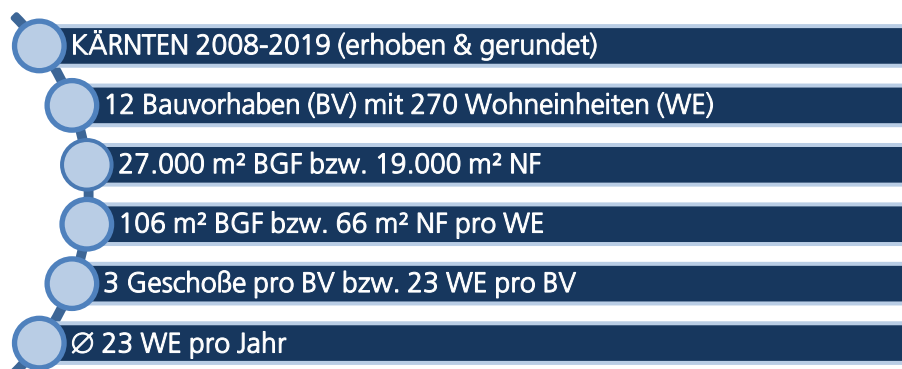 KÄRNTEN 2008-2019 (erhoben & gerundet)
12 Bauvorhaben (BV) mit 270 Wohneinheiten (WE)
27.000 m² BGF bzw. 19.000 m² NF
106 m² BGF bzw. 66 m² NF pro WE
3 Geschoße pro BV bzw. 23 WE pro BV
∅ 23 WE pro Jahr